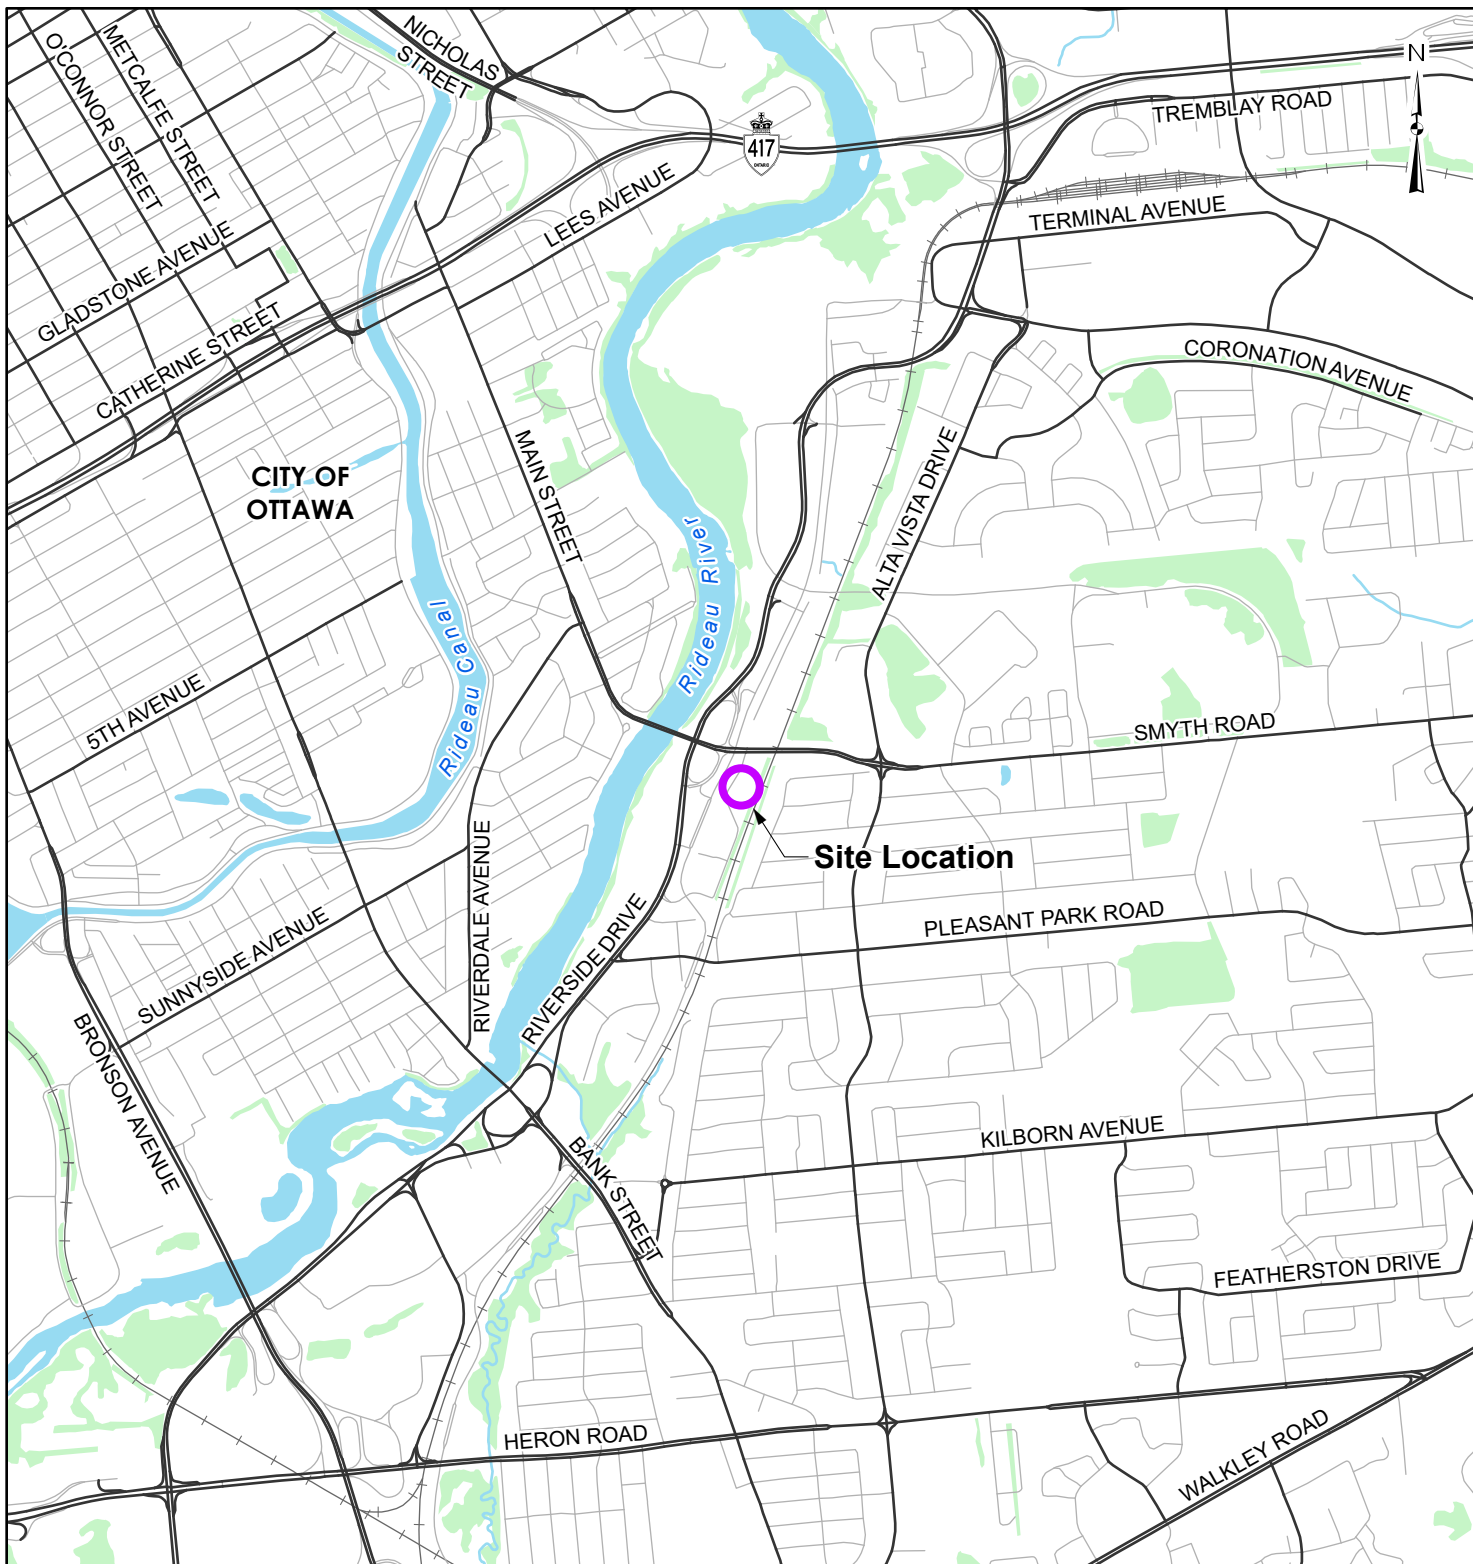 NICHOLAS
STREET
O'CONNOR STREET
METCALFE STREET
N
417
ONTARIO
TREMBLAY ROAD
LEES AVENUE
TERMINAL AVENUE
GLADSTONE AVENUE
CATHERINE STREET
CORONATION AVENUE
CITY OF
OTTAWA
MAIN STREET
ALTA VISTA DRIVE
Rideau River
Rideau Canal
5TH AVENUE
SMYTH ROAD
Site Location
RIVERDALE AVENUE
SUNNYSIDE AVENUE
RIVERSIDE DRIVE
PLEASANT PARK ROAD
BRONSON AVENUE
KILBORN AVENUE
BANK STREET
FEATHERSTON DRIVE
HERON ROAD
WALKLEY ROAD